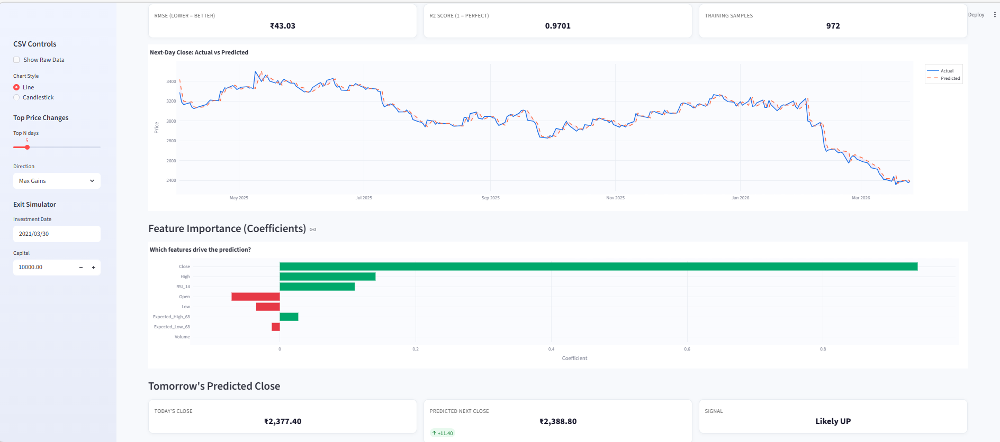 Deploy
CSV Controls
Show Raw Data
Chart Style
Line
Candlestick
Top Price Changes
Top N days
5
Direction
Max Gains
Exit Simulator
Investment Date
2021/03/30
Capital
10000.00
RMSE (LOWER = BETTER)
₹43.03
R2 SCORE (1 = PERFECT)
0.9701
TRAINING SAMPLES
972
Next-Day Close: Actual vs Predicted
Actual
Predicted
Price
3400
3200
3000
2800
2600
2400
May 2025
Jul 2025
Sep 2025
Nov 2025
Jan 2026
Mar 2026
Feature Importance (Coefficients)
Which features drive the prediction?
Close
High
RSI_14
Open
Low
Expected_High_68
Expected_Low_68
Volume
0
0.2
0.4
0.6
0.8
Coefficient
Tomorrow's Predicted Close
TODAY'S CLOSE
₹2,377.40
PREDICTED NEXT CLOSE
₹2,388.80
↑ +11.40
SIGNAL
Likely UP